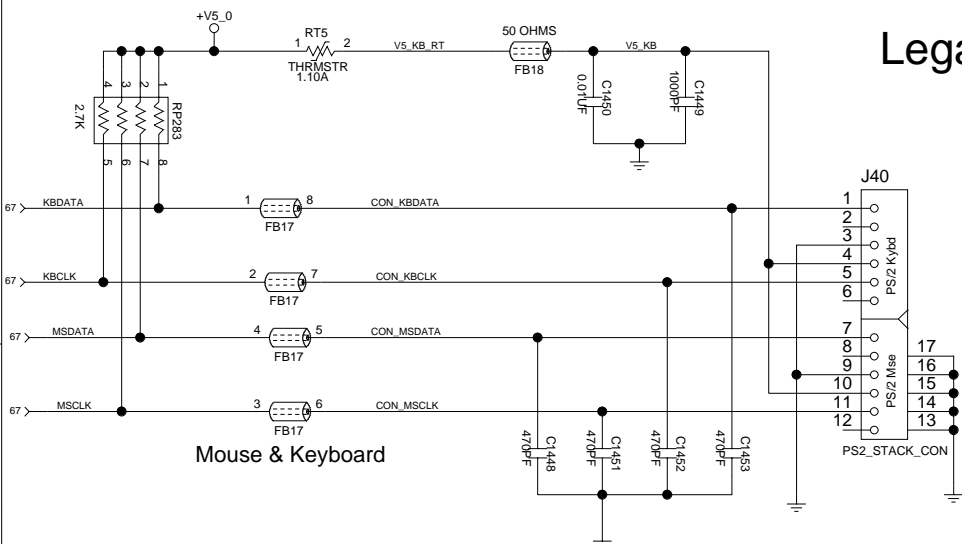 +V5_0
RT5
1
2
THRMSTR
1.10A
V5_KB_RT
50 OHMS
FB18
V5_KB
Lega
4
3
2
1
2.7K
RP283
5
6
7
8
C1450
0.01UF
C1449
1000PF
J40
67
KBDATA
1
8
FB17
CON_KBDATA
67
KBCLK
2
7
FB17
CON_KBCLK
67
MSDATA
4
5
FB17
CON_MSDATA
67
MSCLK
3
6
FB17
CON_MSCLK
1
2
3
4
5
6
PS/2 Kybd
7
8
9
10
11
12
PS/2 Mse
17
16
15
14
13
PS2_STACK_CON
Mouse & Keyboard
470PF
C1448
470PF
C1451
470PF
C1452
470PF
C1453